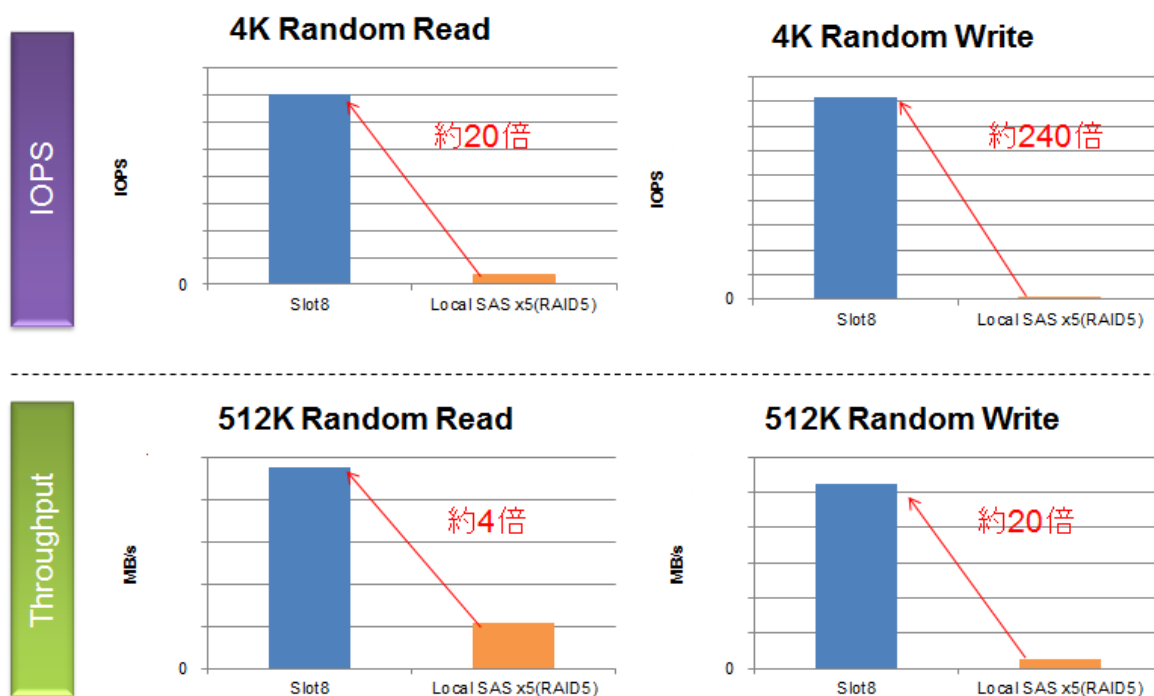 IOPS
4K Random Read
IOPS
約20倍
0
Slot8
Local SAS x5(RAID5)
4K Random Write
IOPS
約240倍
0
Slot8
Local SAS x5(RAID5)
Throughput
512K Random Read
MB/s
約4倍
0
Slot8
Local SAS x5(RAID5)
512K Random Write
MB/s
約20倍
0
Slot8
Local SAS x5(RAID5)